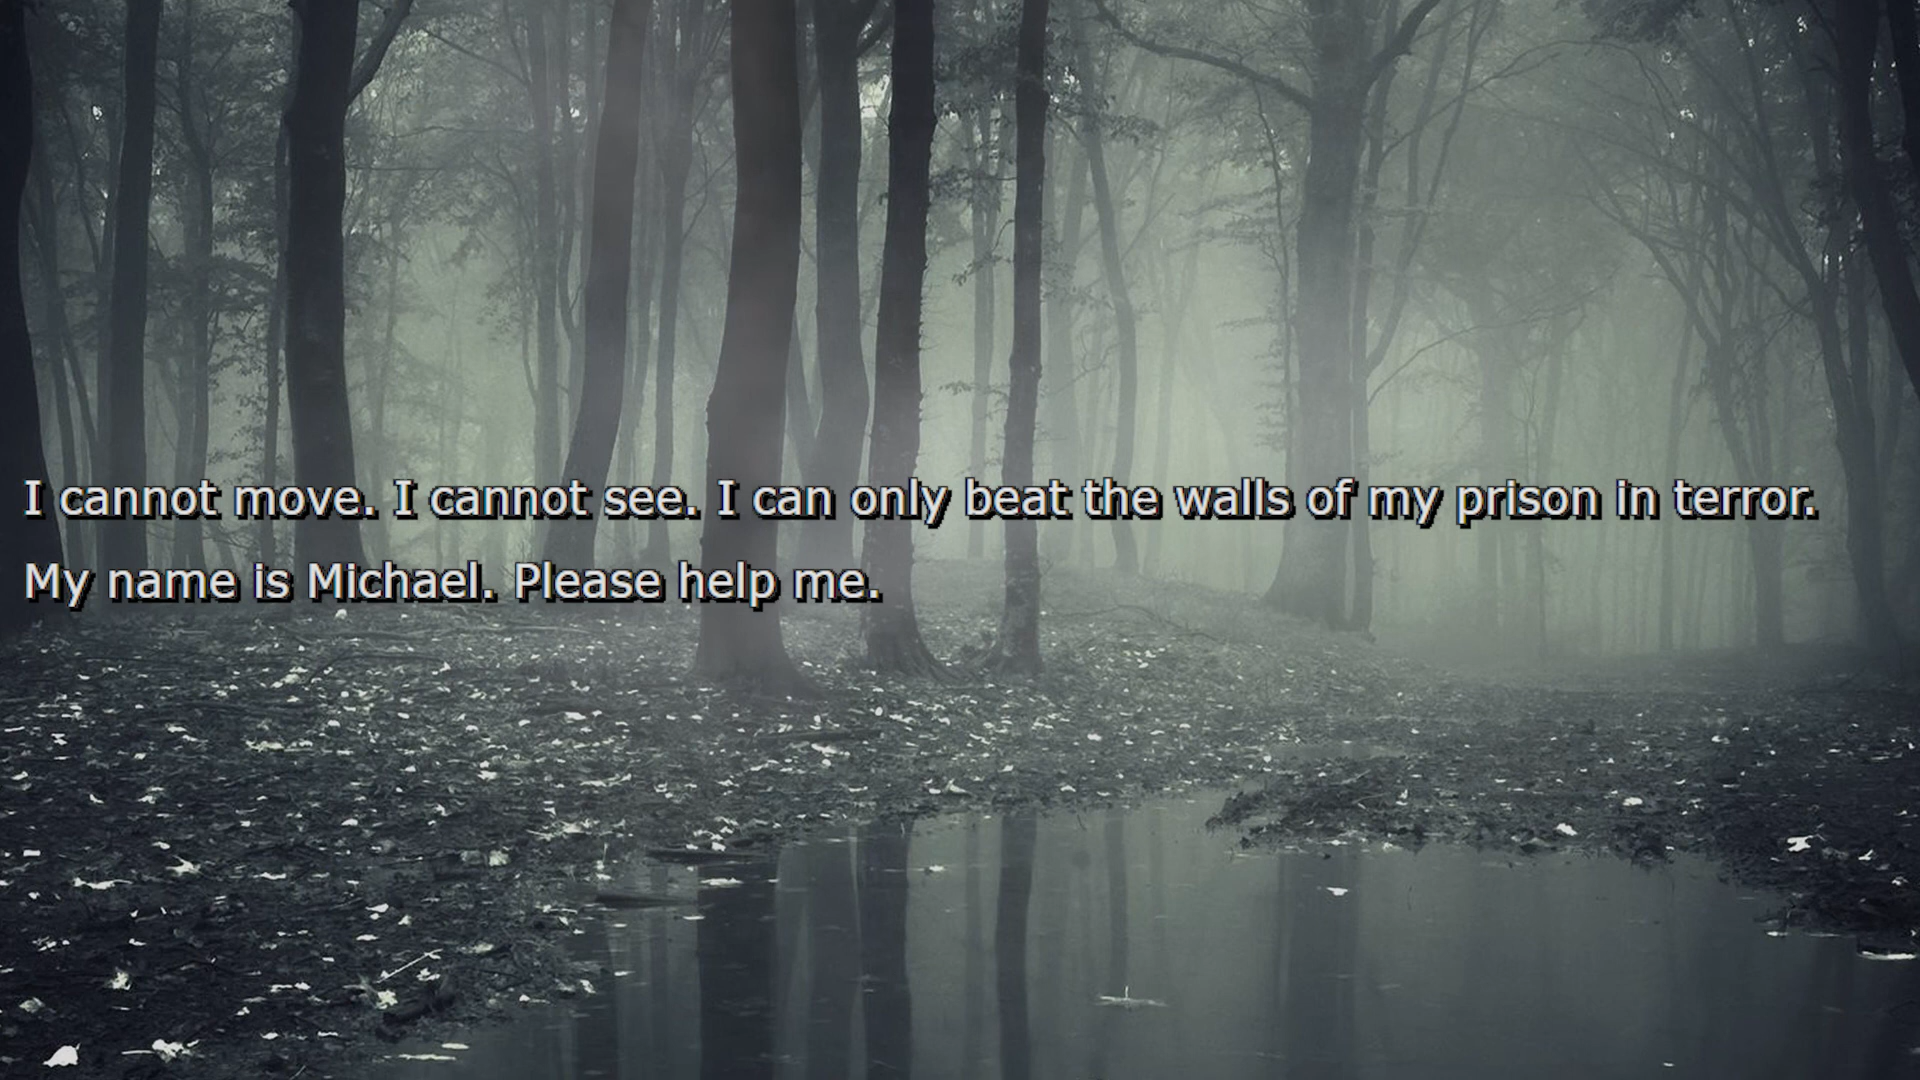 I cannot move. I cannot see. I can only beat the walls of my prison in terror.
My name is Michael. Please help me.